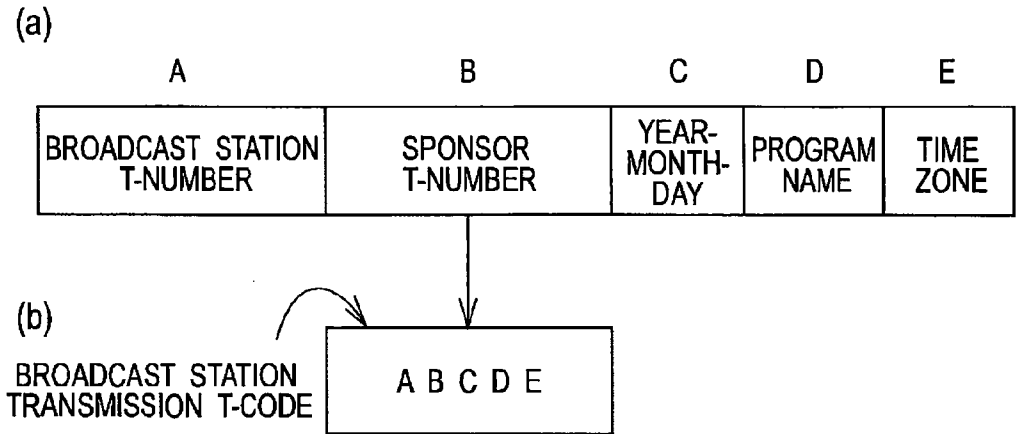 (a)
A B C D E
BROADCAST STATION T-NUMBER
SPONSOR T-NUMBER
YEAR-MONTH-DAY
PROGRAM NAME
TIME ZONE
(b)
BROADCAST STATION
TRANSMISSION T-CODE
A B C D E